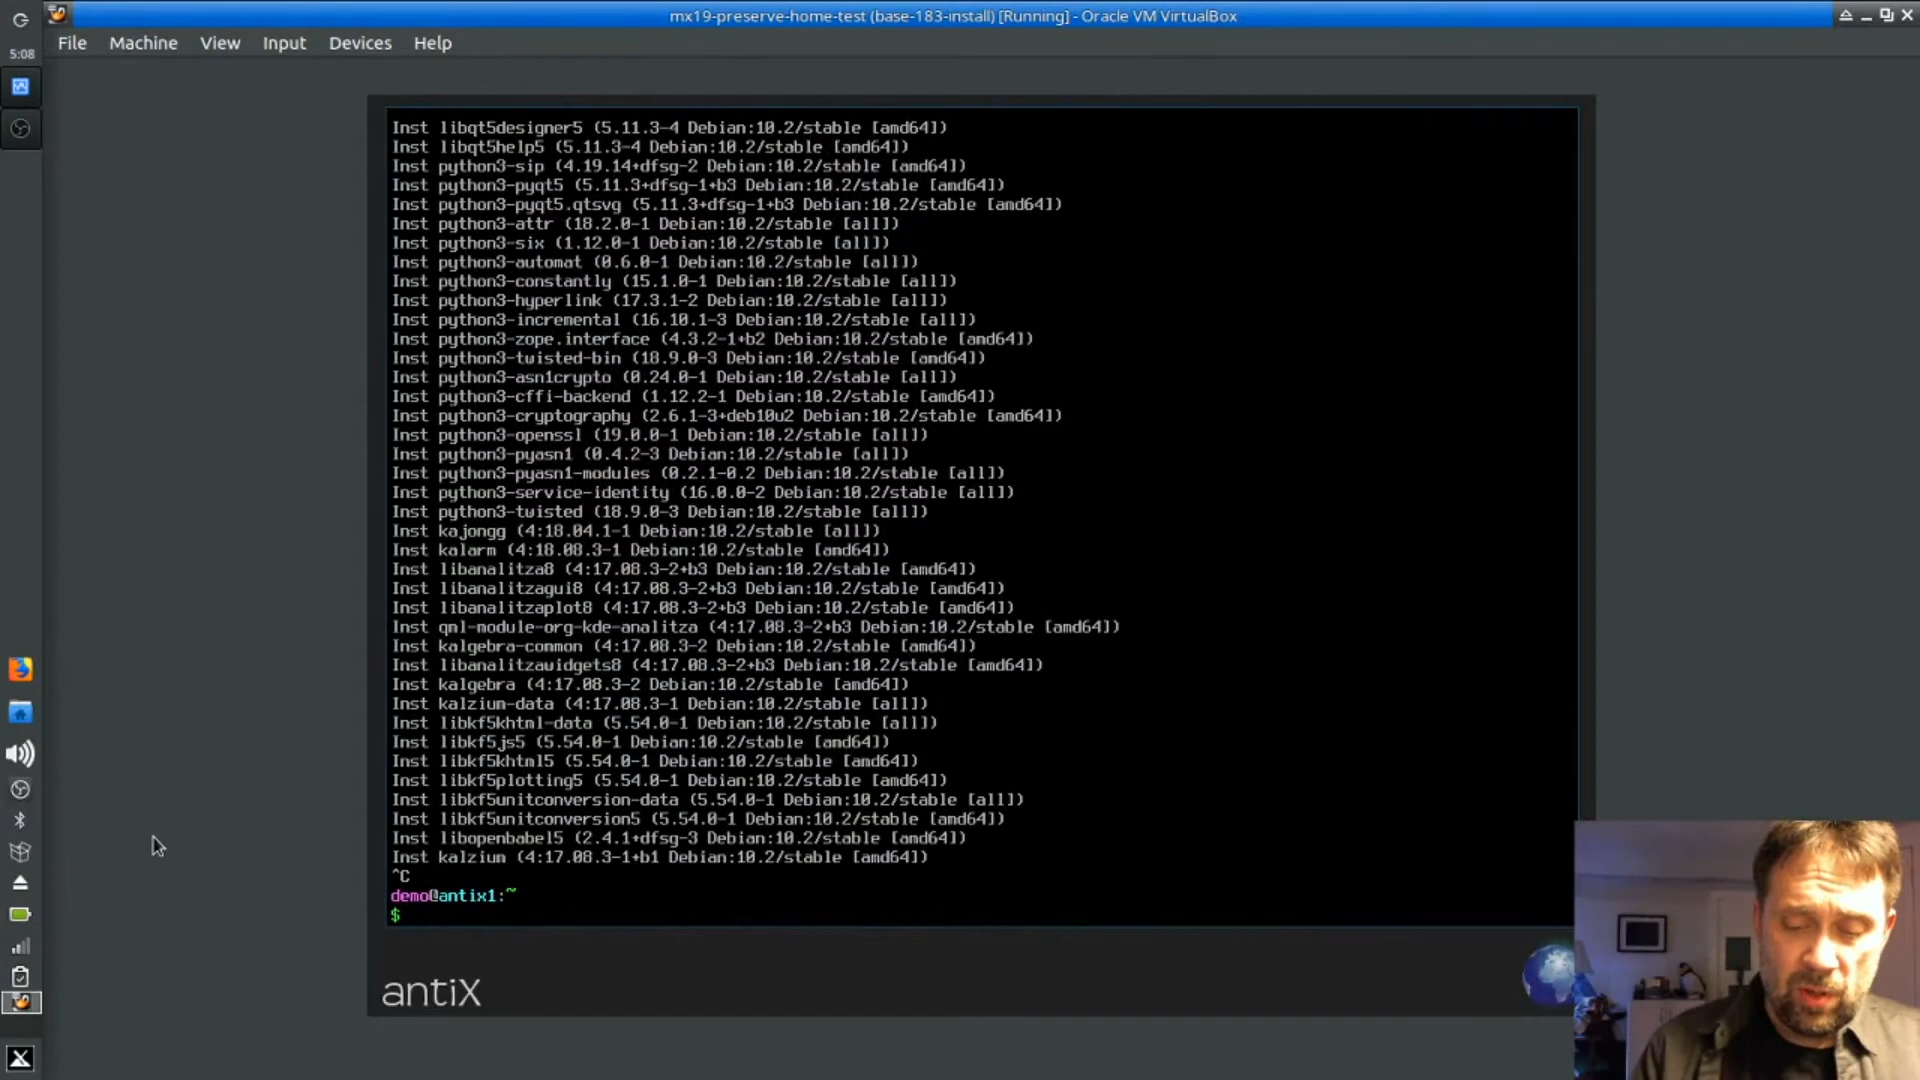 mx19-preserve-home-test (base-183-install) [Running] - Oracle VM VirtualBox
5:08
File Machine View Input Devices Help
Inst libqt5designer5 (5.11.3-4 Debian:10.2/stable [amd64])
Inst libqt5help5 (5.11.3-4 Debian:10.2/stable [amd64])
Inst python3-sip (4.19.14+dfsg-2 Debian:10.2/stable [amd64])
Inst python3-pyqt5 (5.11.3+dfsg-1+b3 Debian:10.2/stable [amd64])
Inst python3-pyqt5.qtsvg (5.11.3+dfsg-1+b3 Debian:10.2/stable [amd64])
Inst python3-attr (18.2.0-1 Debian:10.2/stable [all])
Inst python3-six (1.12.0-1 Debian:10.2/stable [all])
Inst python3-automat (0.6.0-1 Debian:10.2/stable [all])
Inst python3-constantly (15.1.0-1 Debian:10.2/stable [all])
Inst python3-hyperlink (17.3.1-2 Debian:10.2/stable [all])
Inst python3-incremental (16.10.1-3 Debian:10.2/stable [all])
Inst python3-zope.interface (4.3.2-1+b2 Debian:10.2/stable [amd64])
Inst python3-twisted-bin (18.9.0-3 Debian:10.2/stable [amd64])
Inst python3-asn1crypto (0.24.0-1 Debian:10.2/stable [all])
Inst python3-cffi-backend (1.12.2-1 Debian:10.2/stable [amd64])
Inst python3-cryptography (2.6.1-3+deb10u2 Debian:10.2/stable [amd64])
Inst python3-openssl (19.0.0-1 Debian:10.2/stable [all])
Inst python3-pyasn1 (0.4.2-3 Debian:10.2/stable [all])
Inst python3-pyasn1-modules (0.2.1-0.2 Debian:10.2/stable [all])
Inst python3-service-identity (16.0.0-2 Debian:10.2/stable [all])
Inst python3-twisted (18.9.0-3 Debian:10.2/stable [all])
Inst kajongg (4:18.04.1-1 Debian:10.2/stable [all])
Inst kalarm (4:18.08.3-1 Debian:10.2/stable [amd64])
Inst libanalitza8 (4:17.08.3-2+b3 Debian:10.2/stable [amd64])
Inst libanalitzagui8 (4:17.08.3-2+b3 Debian:10.2/stable [amd64])
Inst libanalitzaplot8 (4:17.08.3-2+b3 Debian:10.2/stable [amd64])
Inst qml-module-org-kde-analitza (4:17.08.3-2+b3 Debian:10.2/stable [amd64])
Inst kalgebra-common (4:17.08.3-2 Debian:10.2/stable [amd64])
Inst libanalitzawidgets8 (4:17.08.3-2+b3 Debian:10.2/stable [amd64])
Inst kalgebra (4:17.08.3-2 Debian:10.2/stable [amd64])
Inst kalzium-data (4:17.08.3-1 Debian:10.2/stable [all])
Inst libkf5khtml-data (5.54.0-1 Debian:10.2/stable [all])
Inst libkf5js5 (5.54.0-1 Debian:10.2/stable [amd64])
Inst libkf5khtml5 (5.54.0-1 Debian:10.2/stable [amd64])
Inst libkf5plotting5 (5.54.0-1 Debian:10.2/stable [amd64])
Inst libkf5unitconversion-data (5.54.0-1 Debian:10.2/stable [all])
Inst libkf5unitconversion5 (5.54.0-1 Debian:10.2/stable [amd64])
Inst libopenbabel5 (2.4.1+dfsg-3 Debian:10.2/stable [amd64])
Inst kalzium (4:17.08.3-1+b1 Debian:10.2/stable [amd64])
^C
demo@antix1:~
$
antiX